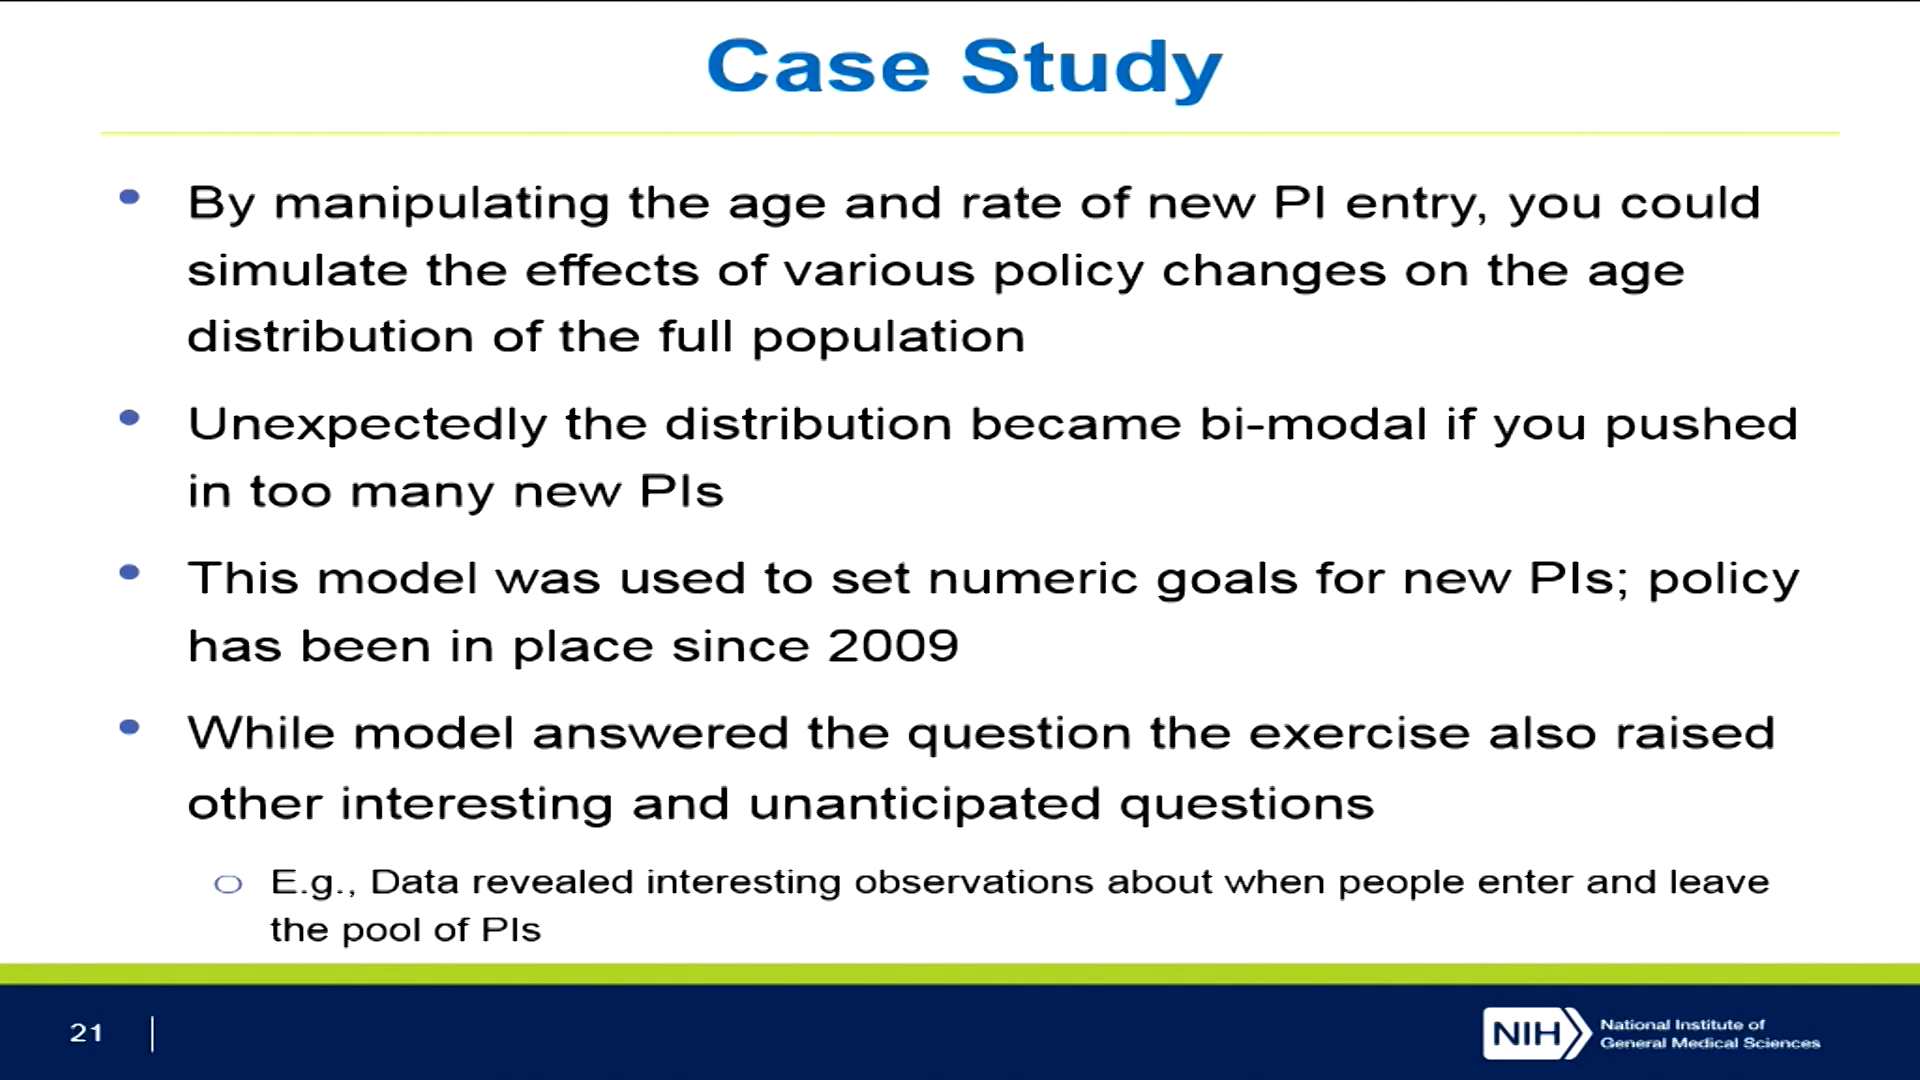 Case Study
• By manipulating the age and rate of new PI entry, you could
simulate the effects of various policy changes on the age
distribution of the full population
• Unexpectedly the distribution became bi-modal if you pushed
in too many new PIs
• This model was used to set numeric goals for new PIs; policy
has been in place since 2009
• While model answered the question the exercise also raised
other interesting and unanticipated questions
○ E.g., Data revealed interesting observations about when people enter and leave
the pool of PIs
21
NIH
National Institute of
General Medical Sciences